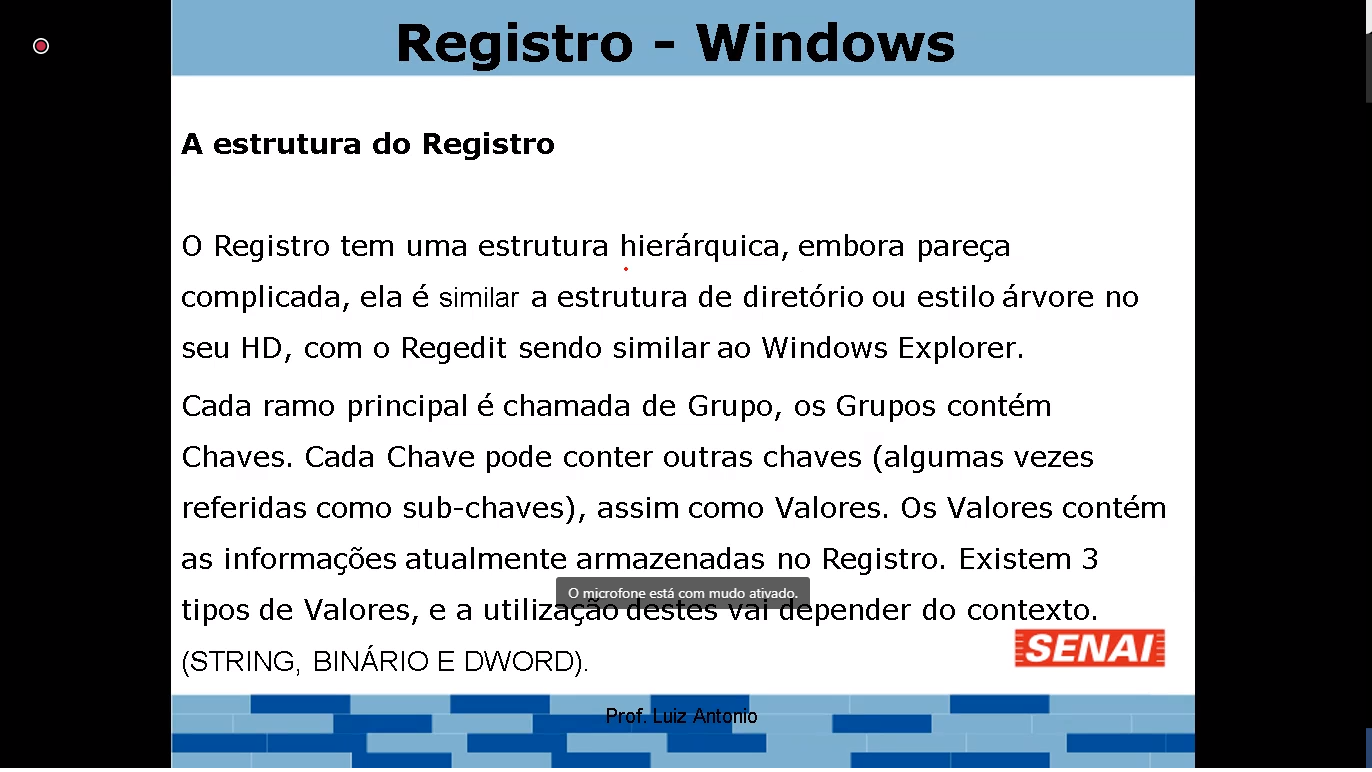 Registro - Windows
A estrutura do Registro
O Registro tem uma estrutura hierárquica, embora pareça
complicada, ela é similar a estrutura de diretório ou estilo árvore no
seu HD, com o Regedit sendo similar ao Windows Explorer.
Cada ramo principal é chamada de Grupo, os Grupos contém
Chaves. Cada Chave pode conter outras chaves (algumas vezes
referidas como sub-chaves), assim como Valores. Os Valores contém
as informações atualmente armazenadas no Registro. Existem 3
O microfone está com mudo ativado.
tipos de Valores, e a utilização destes vai depender do contexto.
(STRING, BINÁRIO E DWORD).
SENAI
Prof. Luiz Antonio